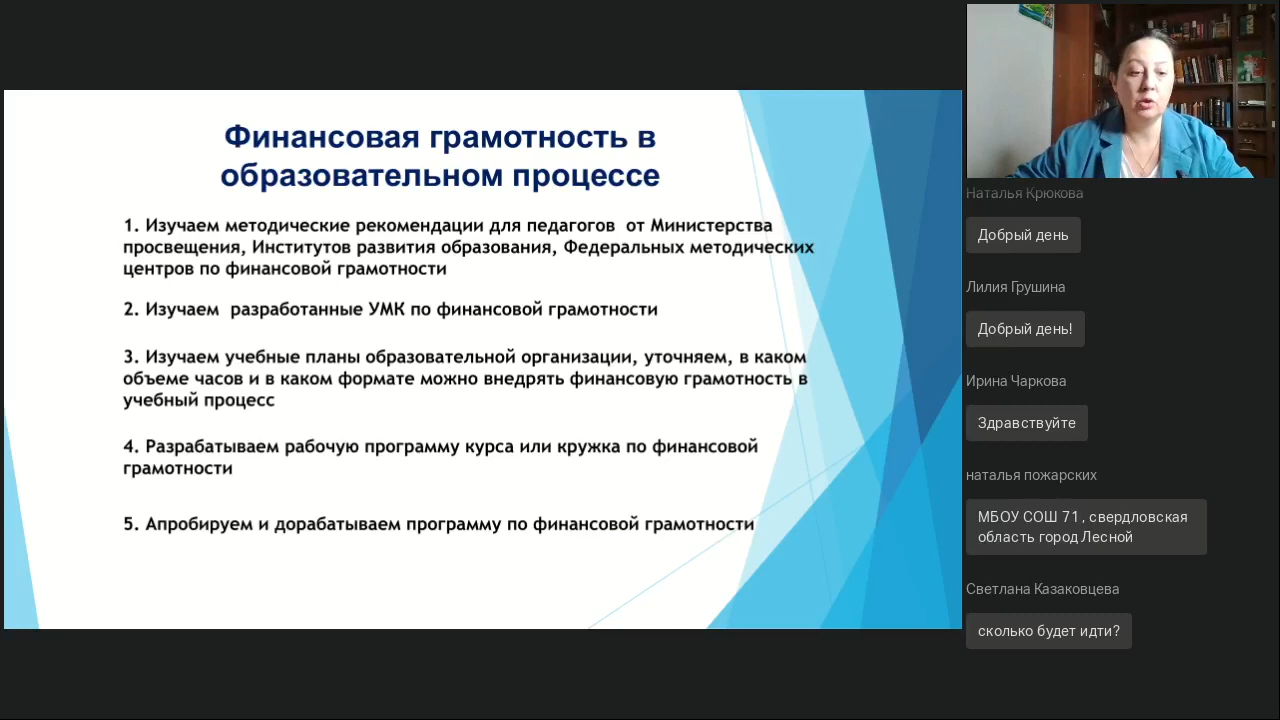 Финансовая грамотность в
образовательном процессе
1. Изучаем методические рекомендации для педагогов от Министерства
просвещения, Институтов развития образования, Федеральных методических
центров по финансовой грамотности
2. Изучаем разработанные УМК по финансовой грамотности
3. Изучаем учебные планы образовательной организации, уточняем, в каком
объеме часов и в каком формате можно внедрять финансовую грамотность в
учебный процесс
4. Разрабатываем рабочую программу курса или кружка по финансовой
грамотности
5. Апробируем и дорабатываем программу по финансовой грамотности
Наталья Крюкова
Добрый день
Лилия Грушина
Добрый день!
Ирина Чаркова
Здравствуйте
наталья пожарских
МБОУ СОШ 71 , свердловская
область город Лесной
Светлана Казаковцева
сколько будет идти?